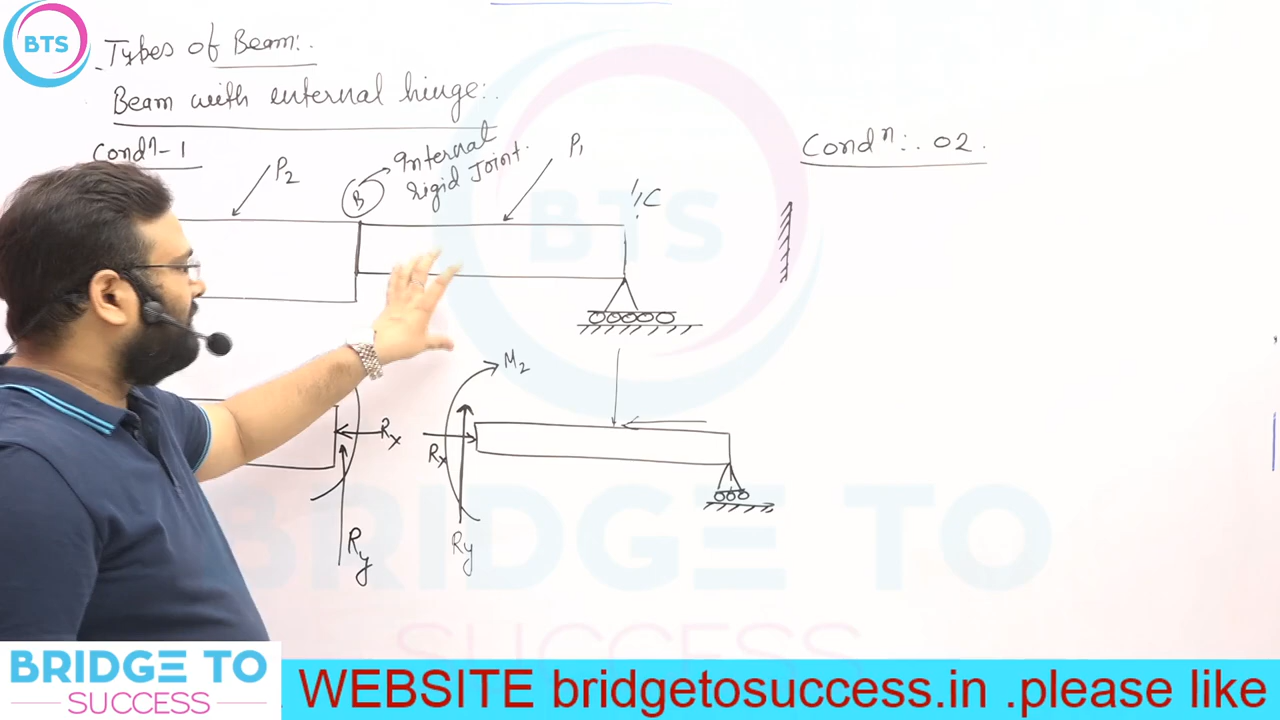 BTS
Types of Beam:.
Beam with internal hinge:.
Condⁿ-1
P2
B
Internal
rigid Joint.
P1
C
Condⁿ:. 02.
BTS
M2
Rx
Rx
Ry
Ry
BRIDGE TO
SUCCESS
BRIDGE TO
SUCCESS
WEBSITE bridgetosuccess.in .please like